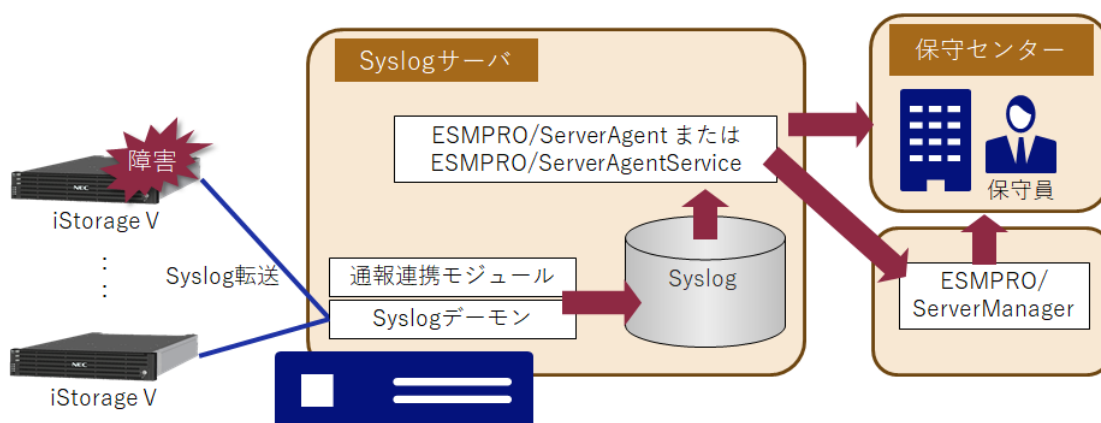 Syslogサーバ
保守センター
ESMPRO/ServerAgent または
ESMPRO/ServerAgentService
保守員
障害
NEC
iStorage V
Syslog転送
通報連携モジュール
Syslogデーモン
Syslog
ESMPRO/
ServerManager
NEC
iStorage V